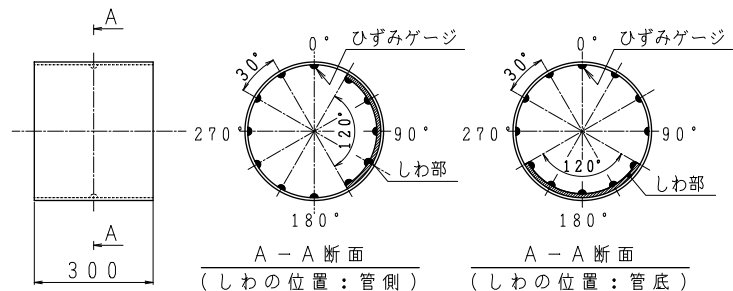 A
A
300
0°
ひずみゲージ
30°
270°
120°
90°
しわ部
180°
A-A断面
(しわの位置:管側)
0°
ひずみゲージ
30°
270°
120°
90°
しわ部
180°
A-A断面
(しわの位置:管底)